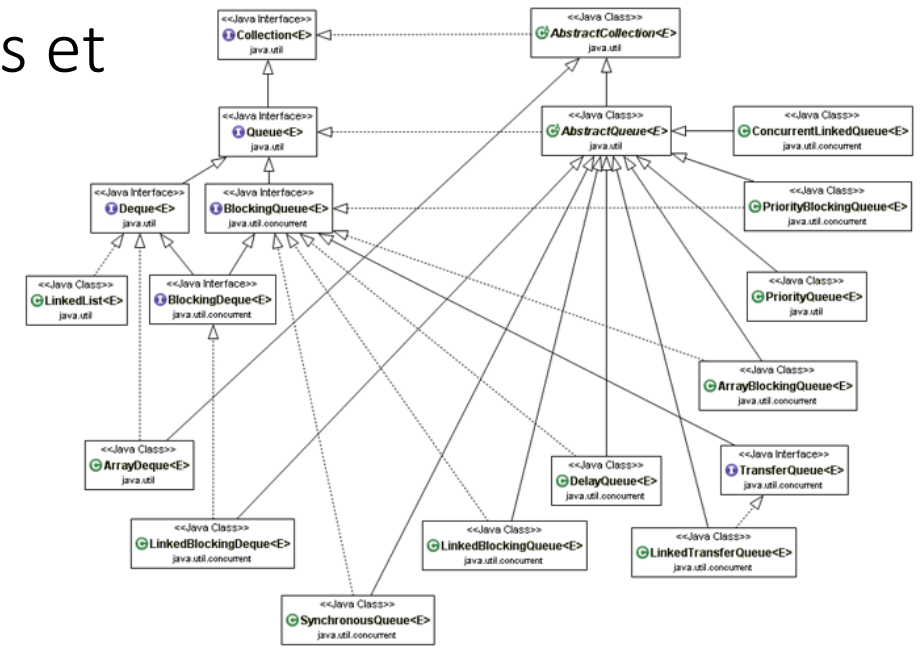 s et
<<Java Interface>>
Collection<E>
java.util
<<Java Class>>
AbstractCollection<E>
java.util
<<Java Interface>>
Queue<E>
java.util
<<Java Class>>
AbstractQueue<E>
java.util
<<Java Class>>
ConcurrentLinkedQueue<E>
java.util.concurrent
<<Java Interface>>
Deque<E>
java.util
<<Java Interface>>
BlockingQueue<E>
java.util.concurrent
<<Java Class>>
PriorityBlockingQueue<E>
java.util.concurrent
<<Java Class>>
LinkedList<E>
java.util
<<Java Interface>>
BlockingDeque<E>
java.util.concurrent
<<Java Class>>
PriorityQueue<E>
java.util
<<Java Class>>
ArrayBlockingQueue<E>
java.util.concurrent
<<Java Class>>
ArrayDeque<E>
java.util
<<Java Class>>
DelayQueue<E>
java.util.concurrent
<<Java Interface>>
TransferQueue<E>
java.util.concurrent
<<Java Class>>
LinkedBlockingDeque<E>
java.util.concurrent
<<Java Class>>
LinkedBlockingQueue<E>
java.util.concurrent
<<Java Class>>
LinkedTransferQueue<E>
java.util.concurrent
<<Java Class>>
SynchronousQueue<E>
java.util.concurrent